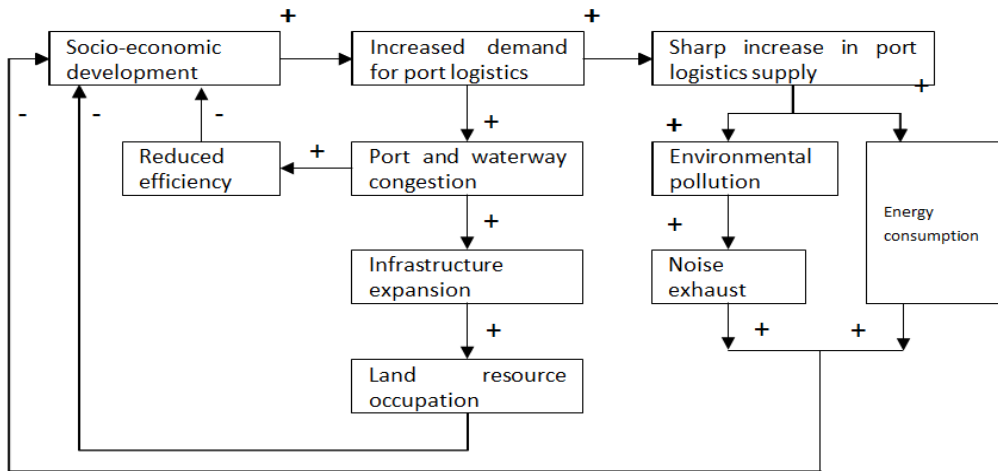 +
+
Socio-economic
development
Increased demand
for port logistics
Sharp increase in port
logistics supply
+
-
-
-
+
+
Reduced
efficiency
+
Port and waterway
congestion
Environmental
pollution
Energy
consumption
+
+
Infrastructure
expansion
Noise
exhaust
+
+
+
Land resource
occupation